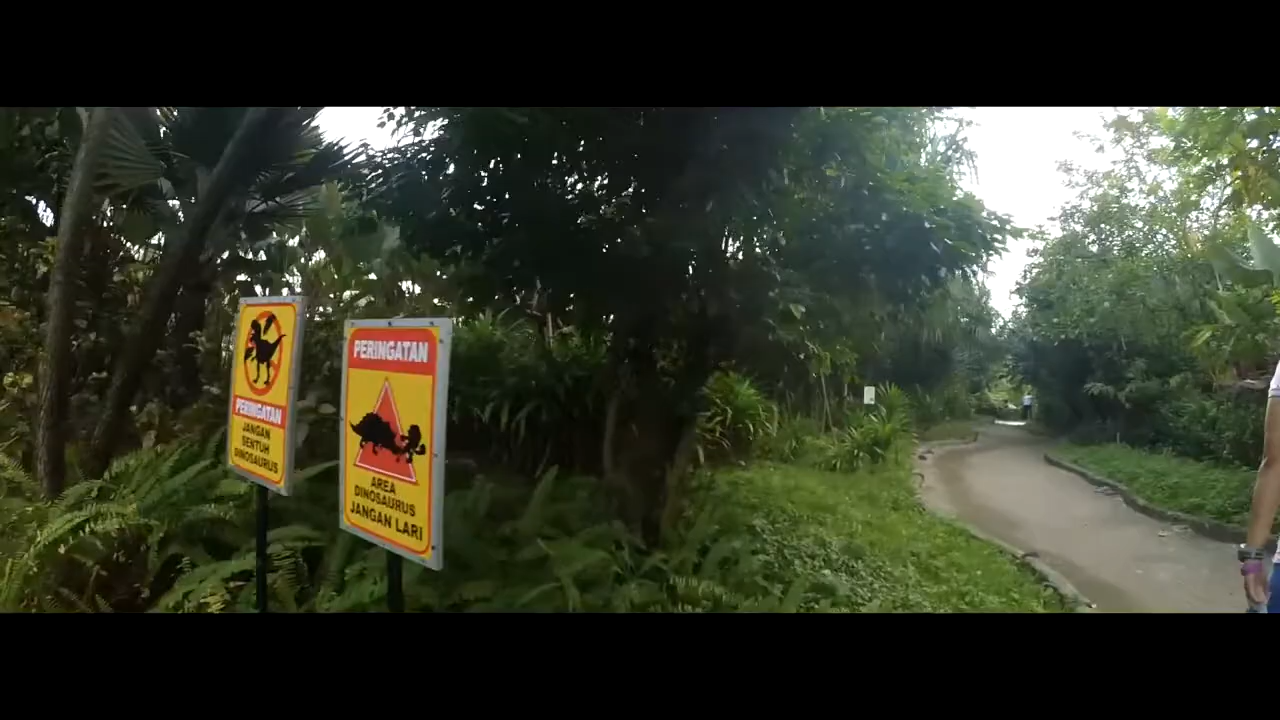 PERINGATAN
JANGAN
SENTUH
DINOSAURUS
PERINGATAN
AREA
DINOSAURUS
JANGAN LARI